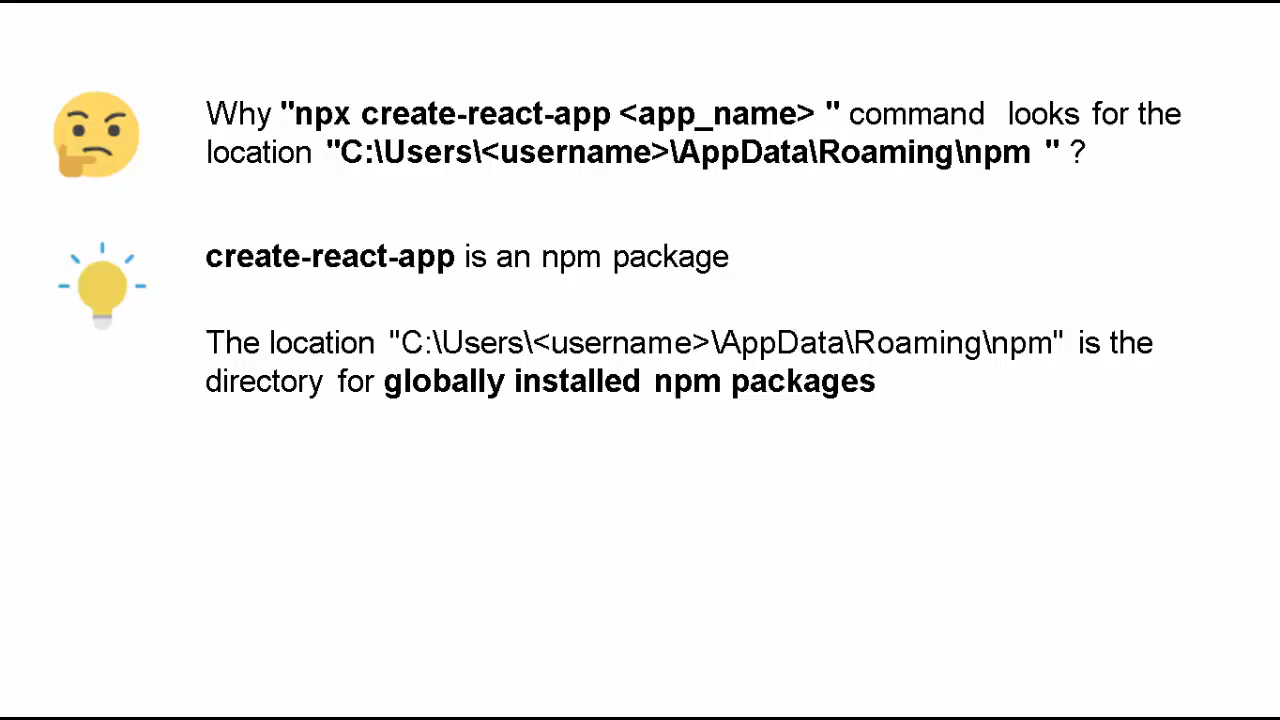 Why "npx create-react-app <app_name> " command looks for the
location "C:\Users\<username>\AppData\Roaming\npm " ?
create-react-app is an npm package
The location "C:\Users\<username>\AppData\Roaming\npm" is the
directory for globally installed npm packages